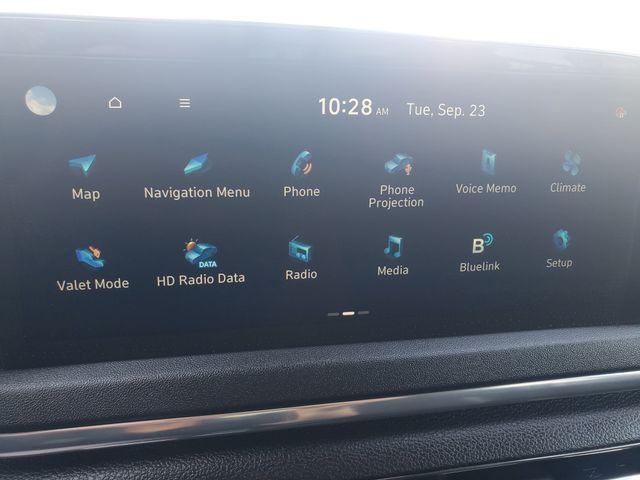 10:28 AM Tue, Sep. 23
Map Navigation Menu Phone Phone Projection Voice Memo Climate
Valet Mode HD Radio Data DATA Radio Media B Bluelink Setup